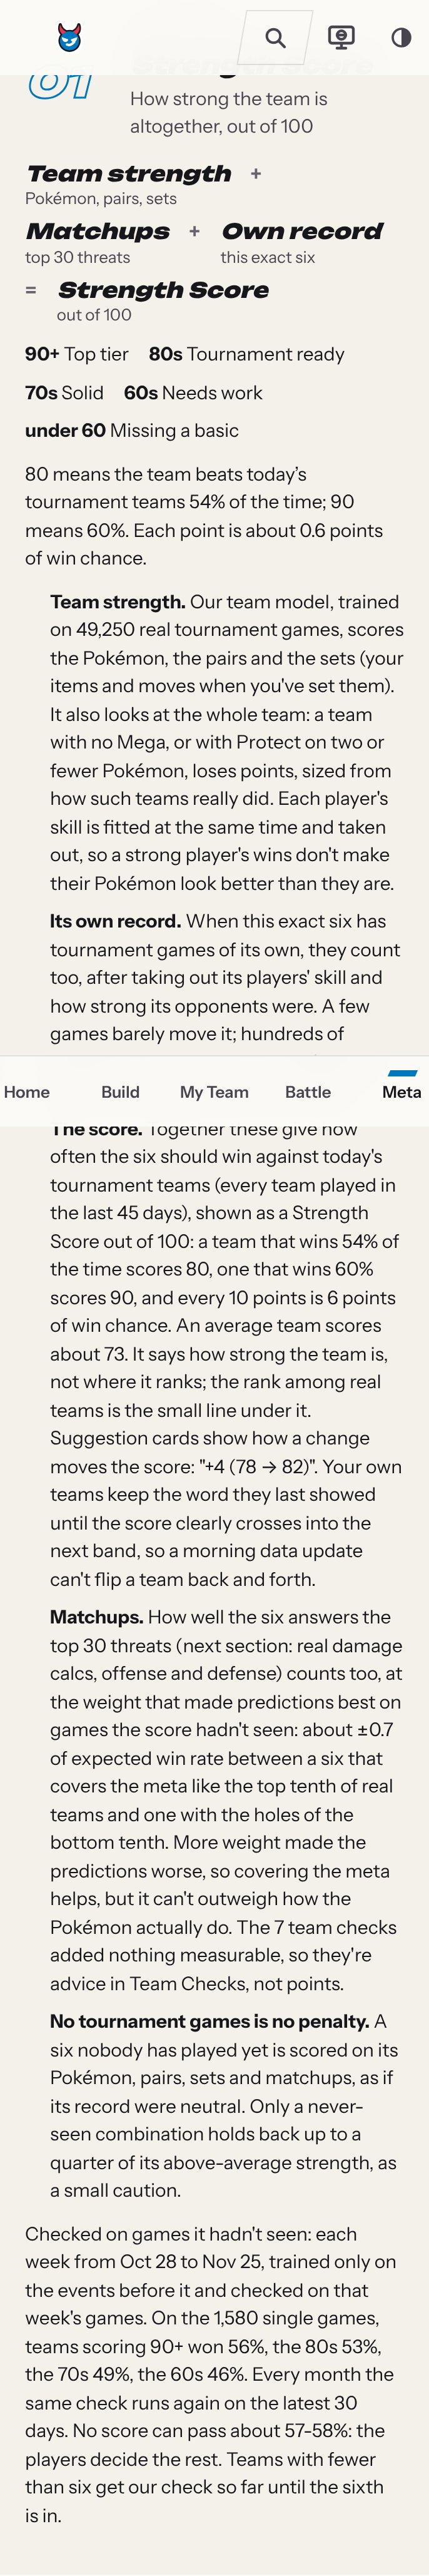 01
How strong the team is
altogether, out of 100
Team strength +
Pokémon, pairs, sets
Matchups + Own record
top 30 threats this exact six
= Strength Score
out of 100
90+ Top tier 80s Tournament ready
70s Solid 60s Needs work
under 60 Missing a basic
80 means the team beats today’s
tournament teams 54% of the time; 90
means 60%. Each point is about 0.6 points
of win chance.
Team strength. Our team model, trained
on 49,250 real tournament games, scores
the Pokémon, the pairs and the sets (your
items and moves when you've set them).
It also looks at the whole team: a team
with no Mega, or with Protect on two or
fewer Pokémon, loses points, sized from
how such teams really did. Each player's
skill is fitted at the same time and taken
out, so a strong player's wins don't make
their Pokémon look better than they are.
Its own record. When this exact six has
tournament games of its own, they count
too, after taking out its players' skill and
how strong its opponents were. A few
games barely move it; hundreds of
Home Build My Team Battle Meta
The score. Together these give how
often the six should win against today's
tournament teams (every team played in
the last 45 days), shown as a Strength
Score out of 100: a team that wins 54% of
the time scores 80, one that wins 60%
scores 90, and every 10 points is 6 points
of win chance. An average team scores
about 73. It says how strong the team is,
not where it ranks; the rank among real
teams is the small line under it.
Suggestion cards show how a change
moves the score: "+4 (78 → 82)". Your own
teams keep the word they last showed
until the score clearly crosses into the
next band, so a morning data update
can't flip a team back and forth.
Matchups. How well the six answers the
top 30 threats (next section: real damage
calcs, offense and defense) counts too, at
the weight that made predictions best on
games the score hadn't seen: about ±0.7
of expected win rate between a six that
covers the meta like the top tenth of real
teams and one with the holes of the
bottom tenth. More weight made the
predictions worse, so covering the meta
helps, but it can't outweigh how the
Pokémon actually do. The 7 team checks
added nothing measurable, so they're
advice in Team Checks, not points.
No tournament games is no penalty. A
six nobody has played yet is scored on its
Pokémon, pairs, sets and matchups, as if
its record were neutral. Only a never-
seen combination holds back up to a
quarter of its above-average strength, as
a small caution.
Checked on games it hadn't seen: each
week from Oct 28 to Nov 25, trained only on
the events before it and checked on that
week's games. On the 1,580 single games,
teams scoring 90+ won 56%, the 80s 53%,
the 70s 49%, the 60s 46%. Every month the
same check runs again on the latest 30
days. No score can pass about 57-58%: the
players decide the rest. Teams with fewer
than six get our check so far until the sixth
is in.